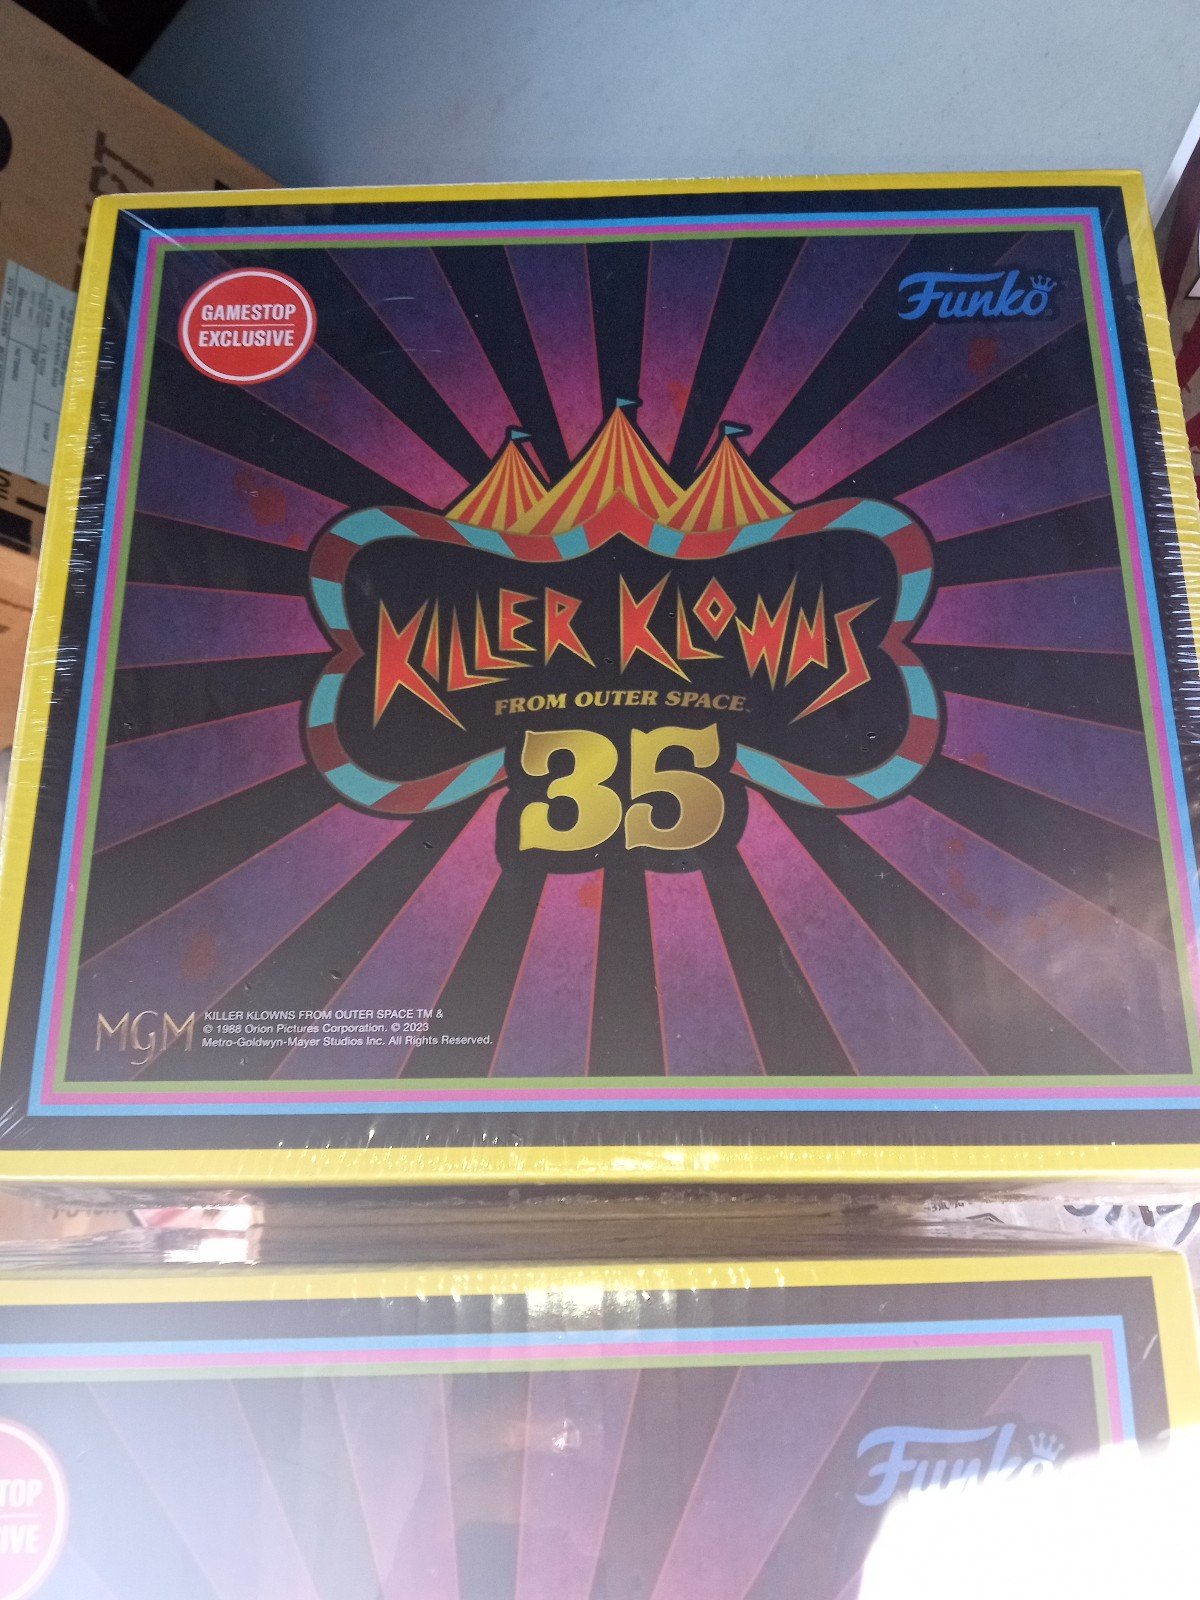 GAMESTOP
EXCLUSIVE
Funko
KILLER KLOWNS
FROM OUTER SPACE
35
MGM
KILLER KLOWNS FROM OUTER SPACE TM &
© 1988 Orion Pictures Corporation. © 2023
Metro-Goldwyn-Mayer Studios Inc. All Rights Reserved.
TOP
IVE
Funko